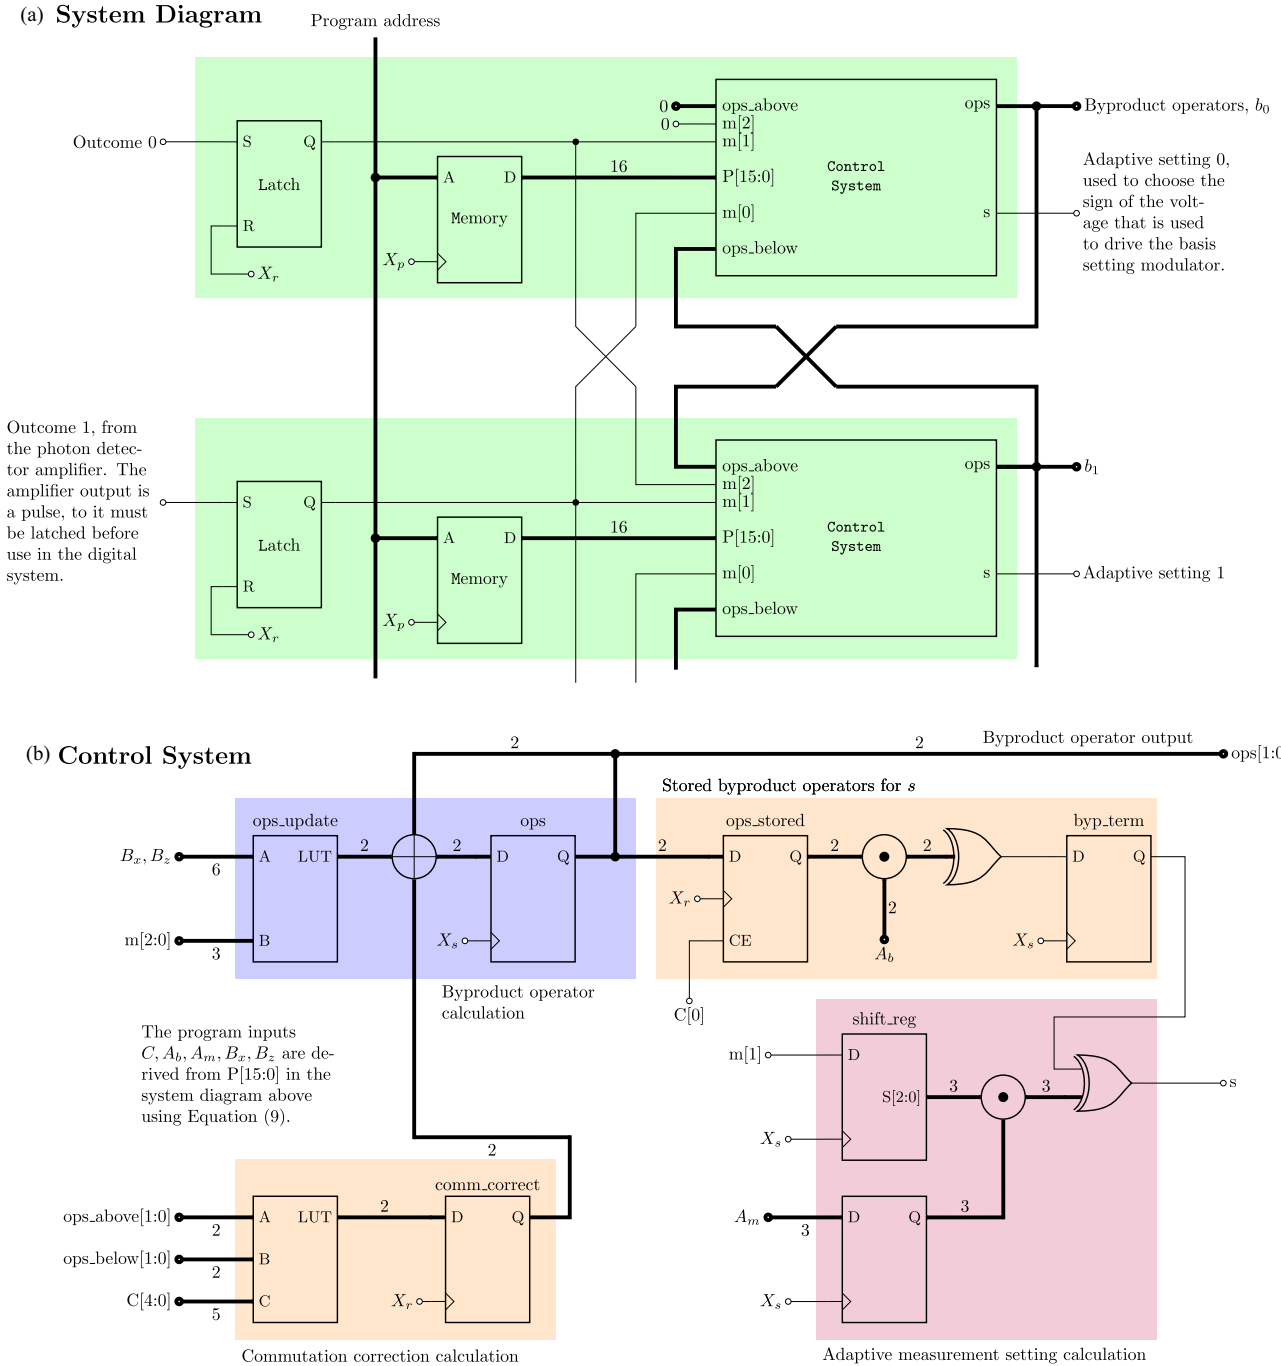 (a) System Diagram
Program address
0
ops_above
ops
Byproduct operators, b₀
0
m[2]
Outcome 0
S
Q
m[1]
Latch
R
X_r
A
D
Memory
X_p
16
P[15:0]
Control
System
m[0]
s
ops_below
Adaptive setting 0,
used to choose the
sign of the volt-
age that is used
to drive the basis
setting modulator.
Outcome 1, from
the photon detec-
tor amplifier. The
amplifier output is
a pulse, to it must
be latched before
use in the digital
system.
S
Q
Latch
R
X_r
A
D
Memory
X_p
16
ops_above
ops
b₁
m[2]
m[1]
P[15:0]
Control
System
m[0]
s
Adaptive setting 1
ops_below
(b) Control System
2
2
Byproduct operator output
ops[1:0
ops_update
ops
B_x, B_z
6
A
LUT
2
2
D
Q
m[2:0]
3
B
X_s
Byproduct operator
calculation
Stored byproduct operators for s
ops_stored
byp_term
2
D
Q
2
2
D
Q
X_r
2
CE
A_b
X_s
C[0]
The program inputs
C, A_b, A_m, B_x, B_z are de-
rived from P[15:0] in the
system diagram above
using Equation (9).
2
shift_reg
m[1]
D
S[2:0]
3
3
s
X_s
A_m
3
D
Q
3
X_s
Adaptive measurement setting calculation
comm_correct
ops_above[1:0]
2
A
LUT
2
D
Q
ops_below[1:0]
2
B
C[4:0]
5
C
X_r
Commutation correction calculation